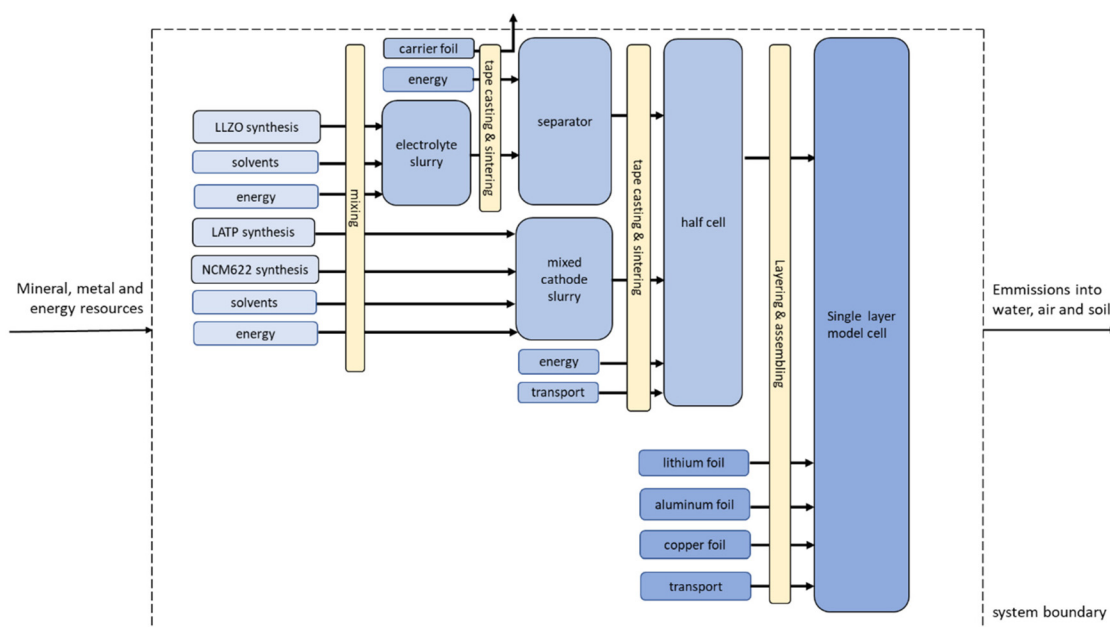 carrier foil
energy
tape casting & sintering
LLZO synthesis
solvents
energy
mixing
electrolyte
slurry
separator
LATP synthesis
NCM622 synthesis
solvents
energy
mixed
cathode
slurry
energy
transport
tape casting & sintering
half cell
Layering & assembling
Single layer
model cell
lithium foil
aluminum foil
copper foil
transport
Mineral, metal and
energy resources
Emmissions into
water, air and soil
system boundary